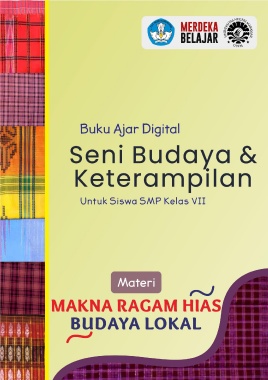 MERDEKA
BELAJAR
Buku Ajar Digital
Seni Budaya &
Keterampilan
Untuk Siswa SMP Kelas VII
Materi
MAKNA RAGAM HIAS
BUDAYA LOKAL